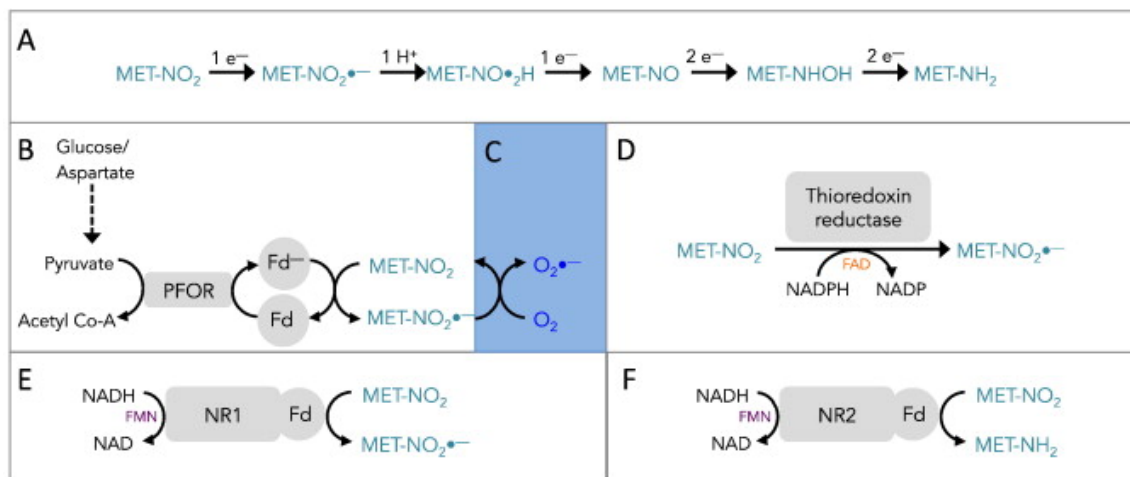 A
1 e— 1 H+ 1 e— 2 e— 2 e—
MET-NO2 MET-NO2•— MET-NO•2H MET-NO MET-NHOH MET-NH2
B
Glucose/
Aspartate
Pyruvate
Acetyl Co-A
PFOR
Fd—
Fd
MET-NO2
MET-NO2•—
C
O2•—
O2
D
Thioredoxin
reductase
MET-NO2 MET-NO2•—
FAD
NADPH NADP
E
NADH
FMN
NAD
NR1
Fd
MET-NO2
MET-NO2•—
F
NADH
FMN
NAD
NR2
Fd
MET-NO2
MET-NH2